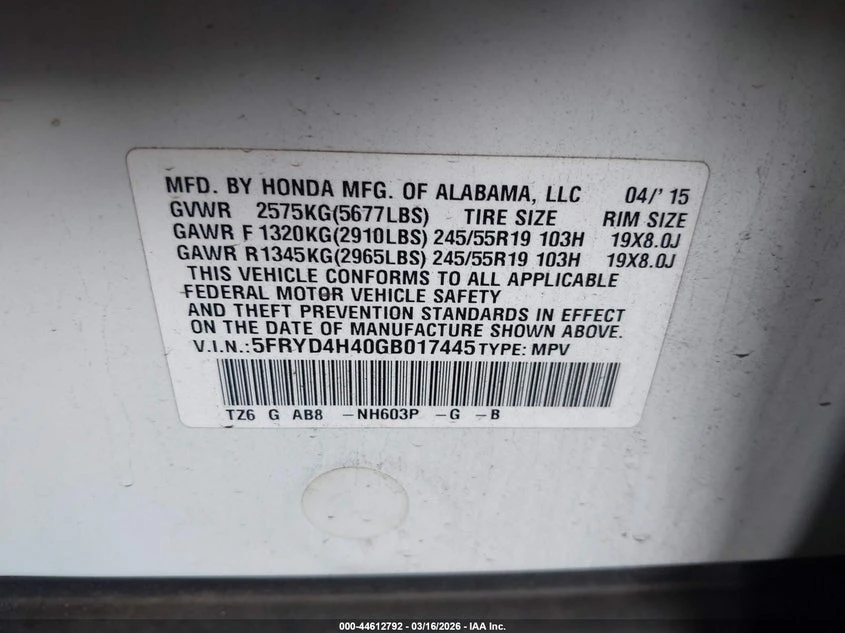 MFD. BY HONDA MFG. OF ALABAMA, LLC 04/' 15
GVWR 2575KG(5677LBS) TIRE SIZE RIM SIZE
GAWR F 1320KG(2910LBS) 245/55R19 103H 19X8.0J
GAWR R1345KG(2965LBS) 245/55R19 103H 19X8.0J
THIS VEHICLE CONFORMS TO ALL APPLICABLE
FEDERAL MOTOR VEHICLE SAFETY
AND THEFT PREVENTION STANDARDS IN EFFECT
ON THE DATE OF MANUFACTURE SHOWN ABOVE.
V.I.N.:5FRYD4H40GB017445 TYPE: MPV
TZ6 G AB8 -NH603P -G -B
000-44612792 - 03/16/2026 - IAA Inc.